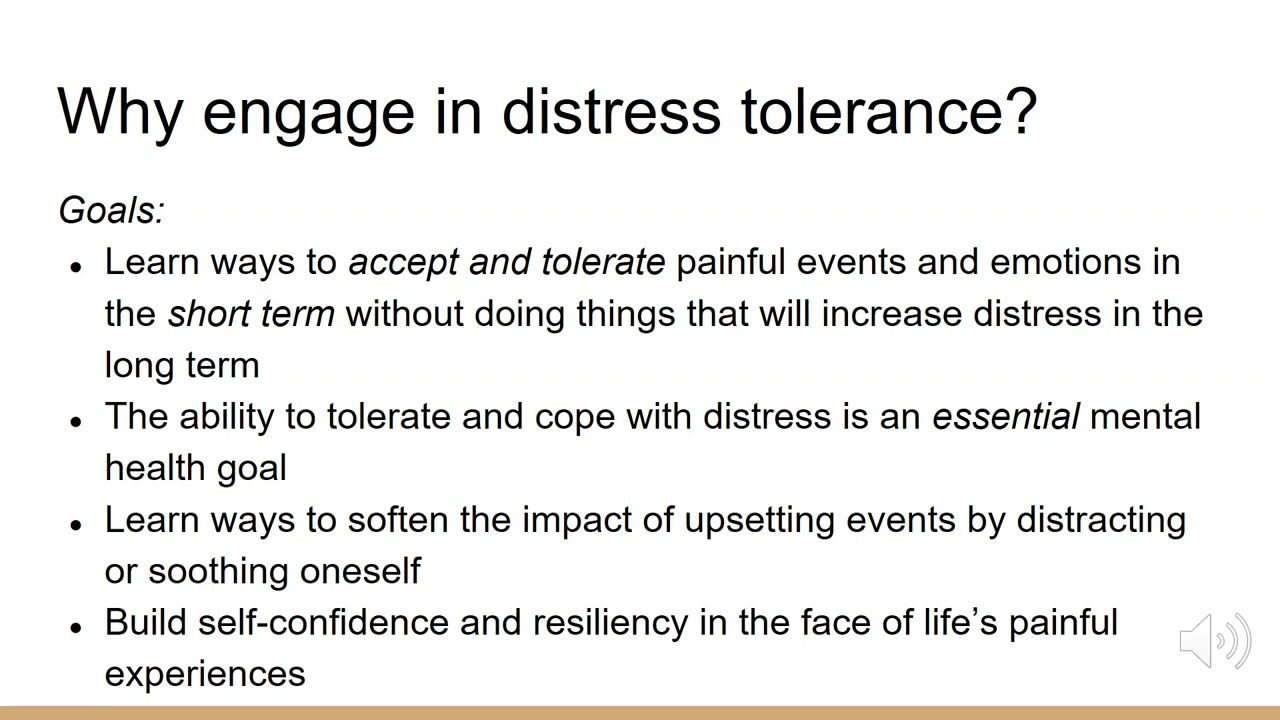 Why engage in distress tolerance?
Goals:
● Learn ways to accept and tolerate painful events and emotions in
the short term without doing things that will increase distress in the
long term
● The ability to tolerate and cope with distress is an essential mental
health goal
● Learn ways to soften the impact of upsetting events by distracting
or soothing oneself
● Build self-confidence and resiliency in the face of life’s painful
experiences